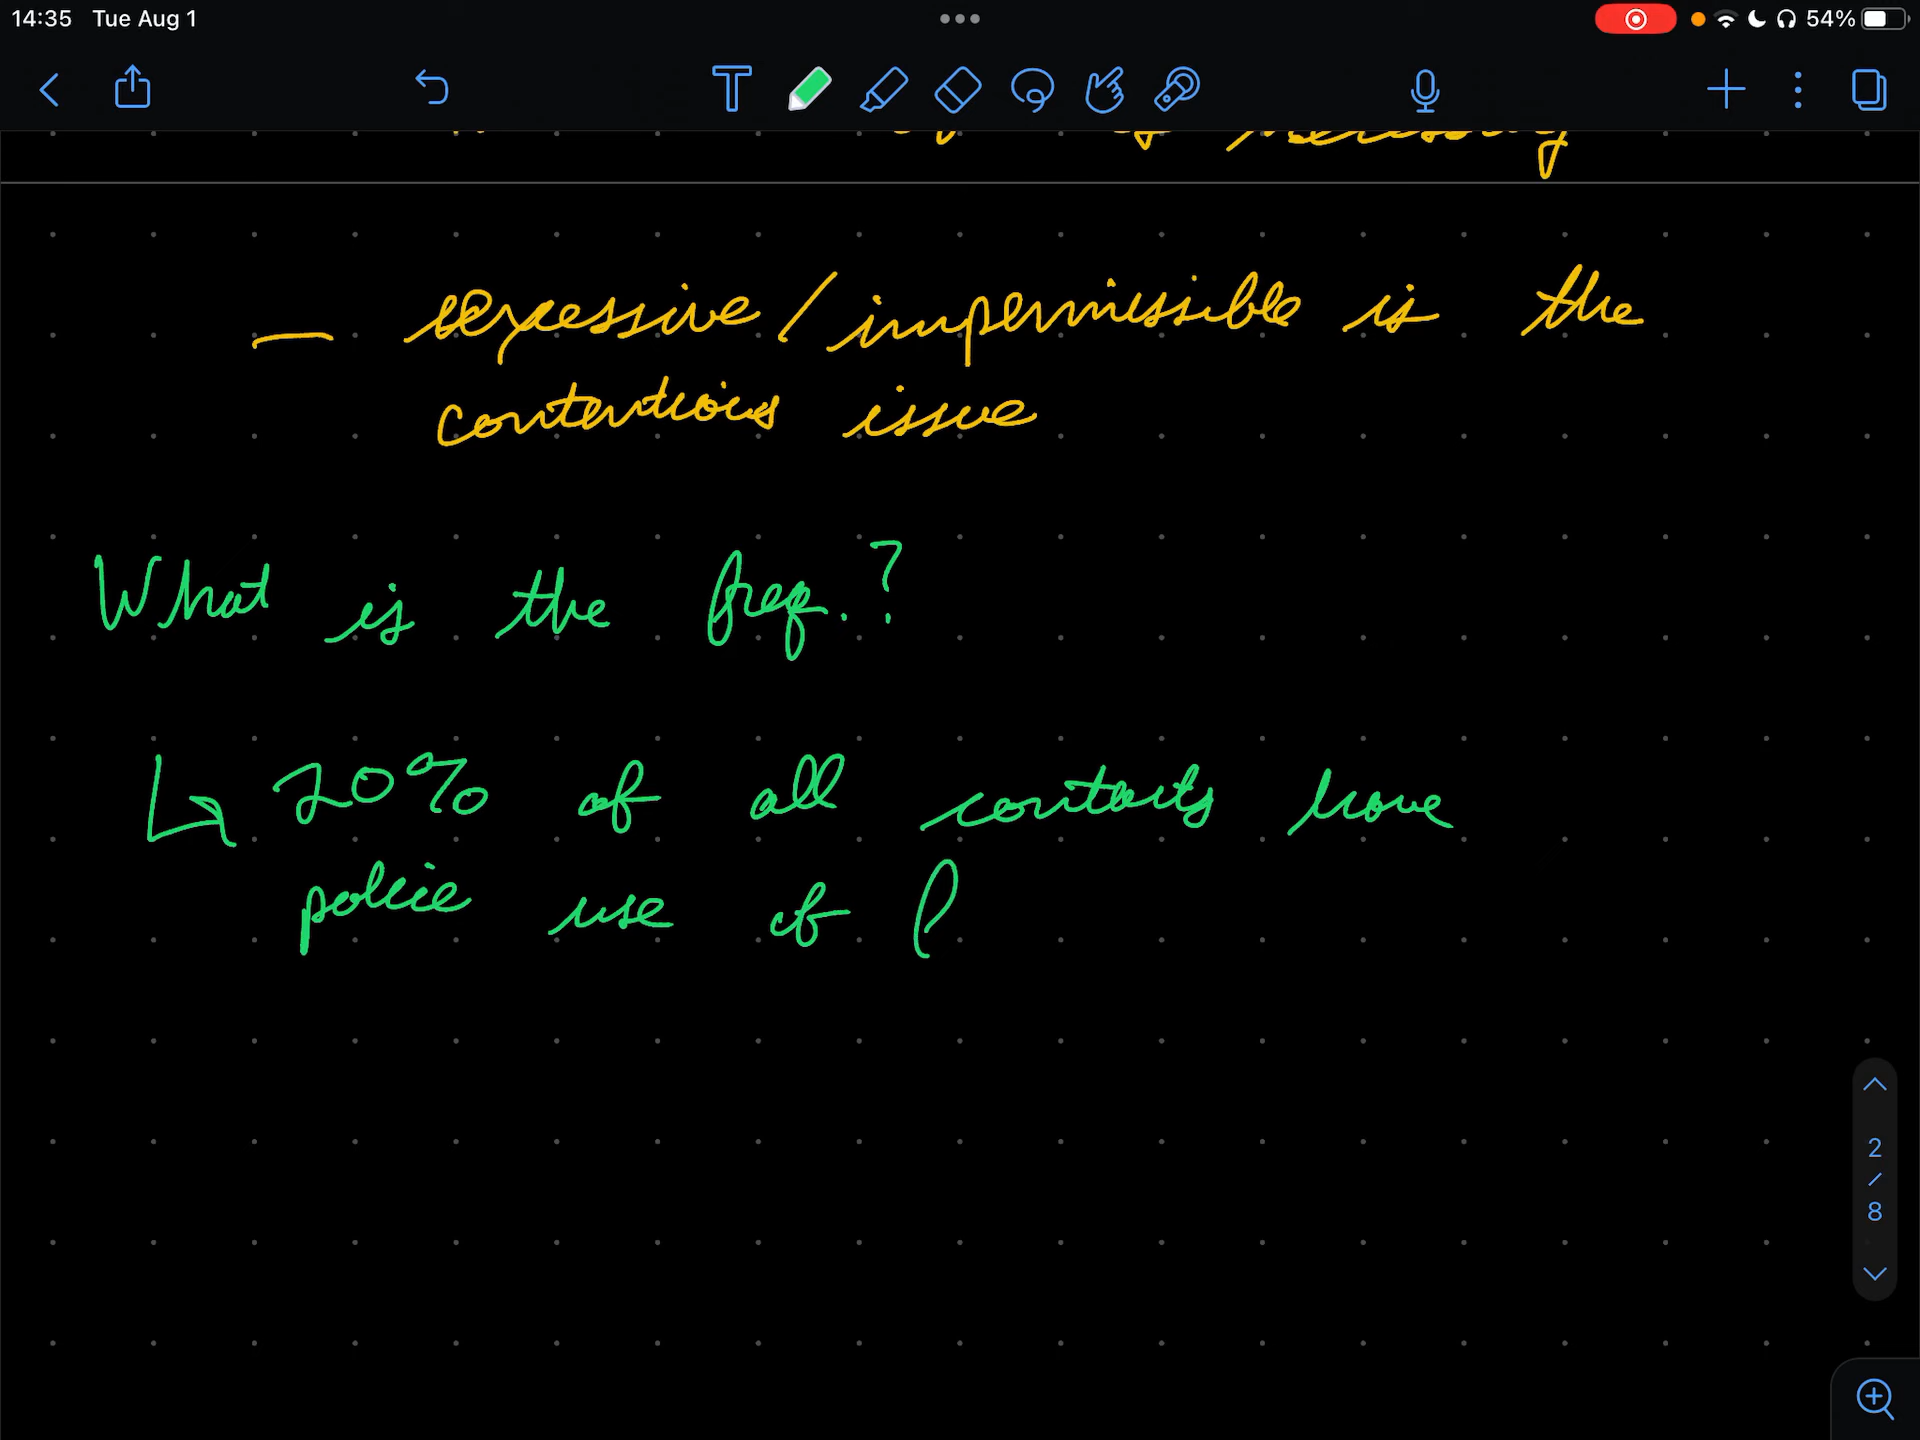 14:35 Tue Aug 1
54%
T
necessity
— excessive/impermissible is the
contentious issue
What is the freq.?
↳ 20% of all contacts have
police use of
2
/
8